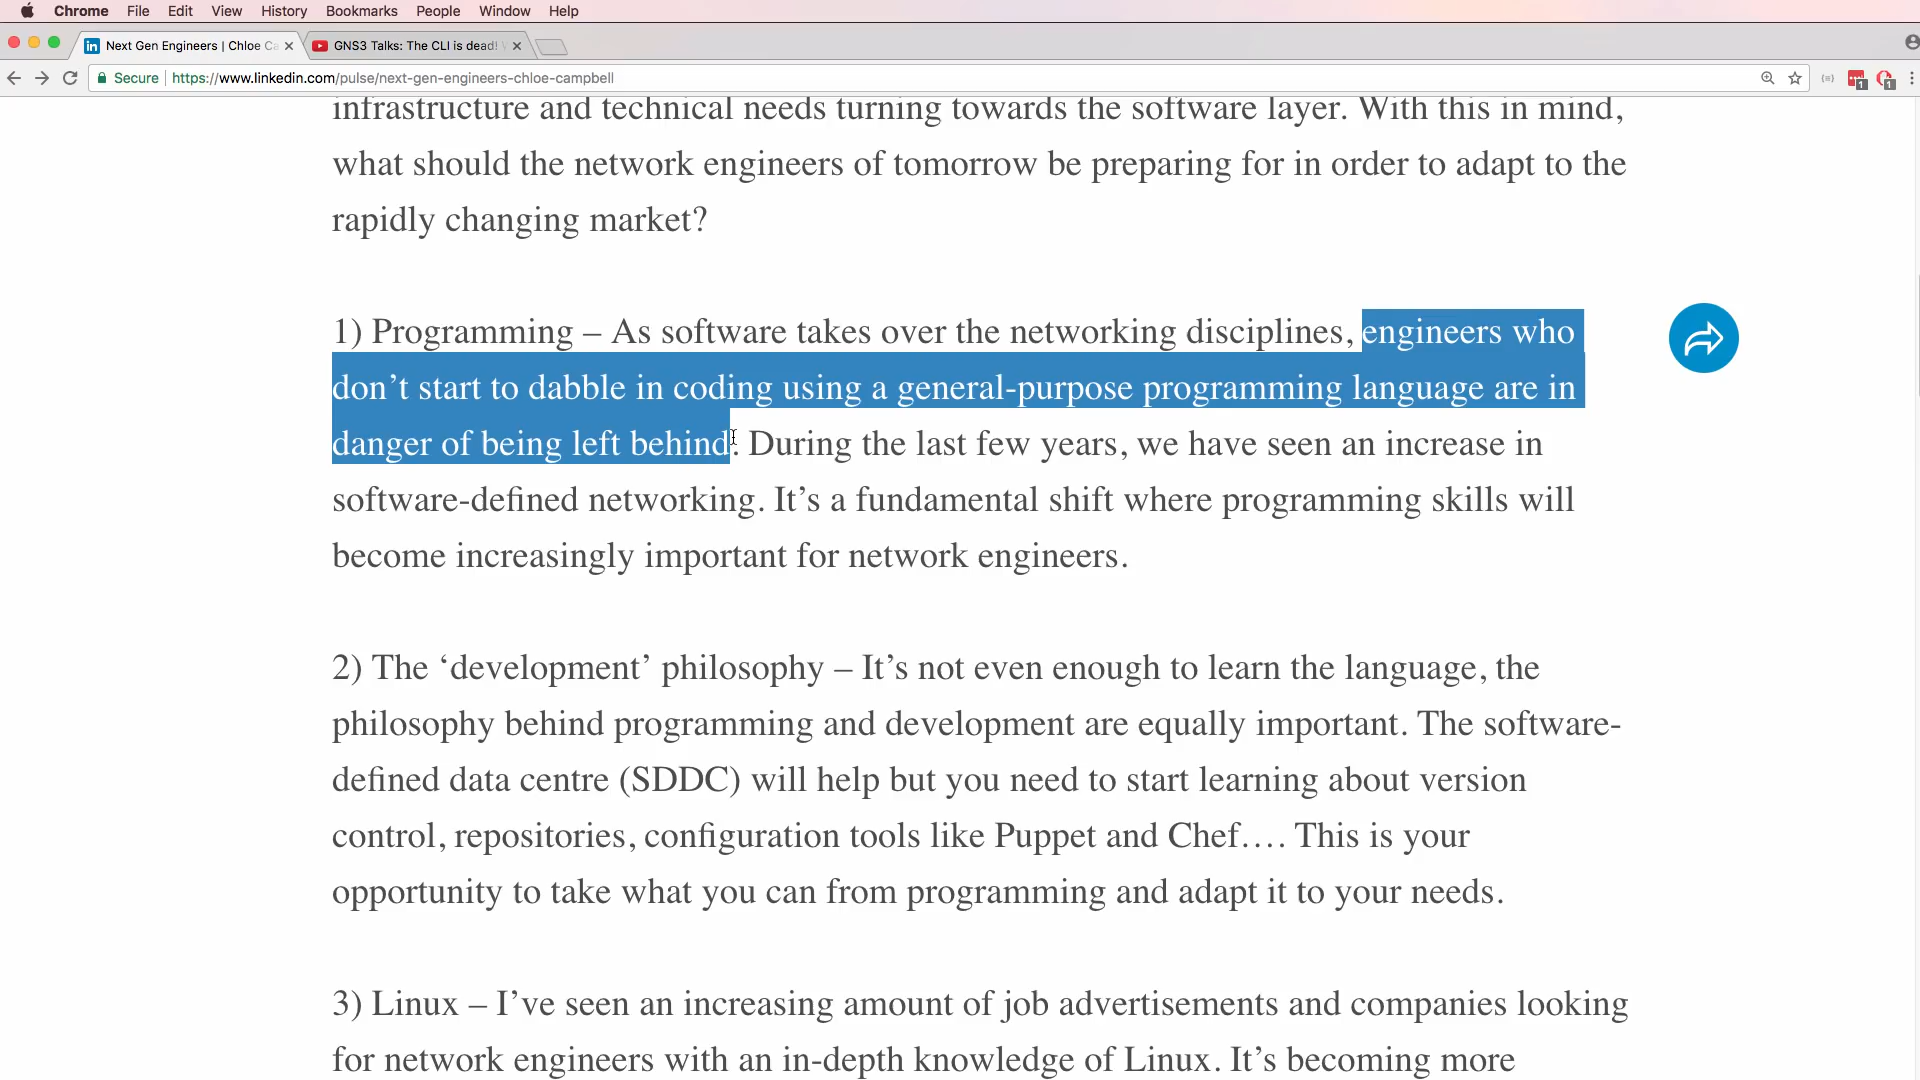 Chrome File Edit View History Bookmarks People Window Help
Next Gen Engineers | Chloe Ca
GNS3 Talks: The CLI is dead!
Secure https://www.linkedin.com/pulse/next-gen-engineers-chloe-campbell
infrastructure and technical needs turning towards the software layer. With this in mind,
what should the network engineers of tomorrow be preparing for in order to adapt to the
rapidly changing market?
1) Programming – As software takes over the networking disciplines, engineers who
don’t start to dabble in coding using a general-purpose programming language are in
danger of being left behind. During the last few years, we have seen an increase in
software-defined networking. It’s a fundamental shift where programming skills will
become increasingly important for network engineers.
2) The ‘development’ philosophy – It’s not even enough to learn the language, the
philosophy behind programming and development are equally important. The software-
defined data centre (SDDC) will help but you need to start learning about version
control, repositories, configuration tools like Puppet and Chef…. This is your
opportunity to take what you can from programming and adapt it to your needs.
3) Linux – I’ve seen an increasing amount of job advertisements and companies looking
for network engineers with an in-depth knowledge of Linux. It’s becoming more